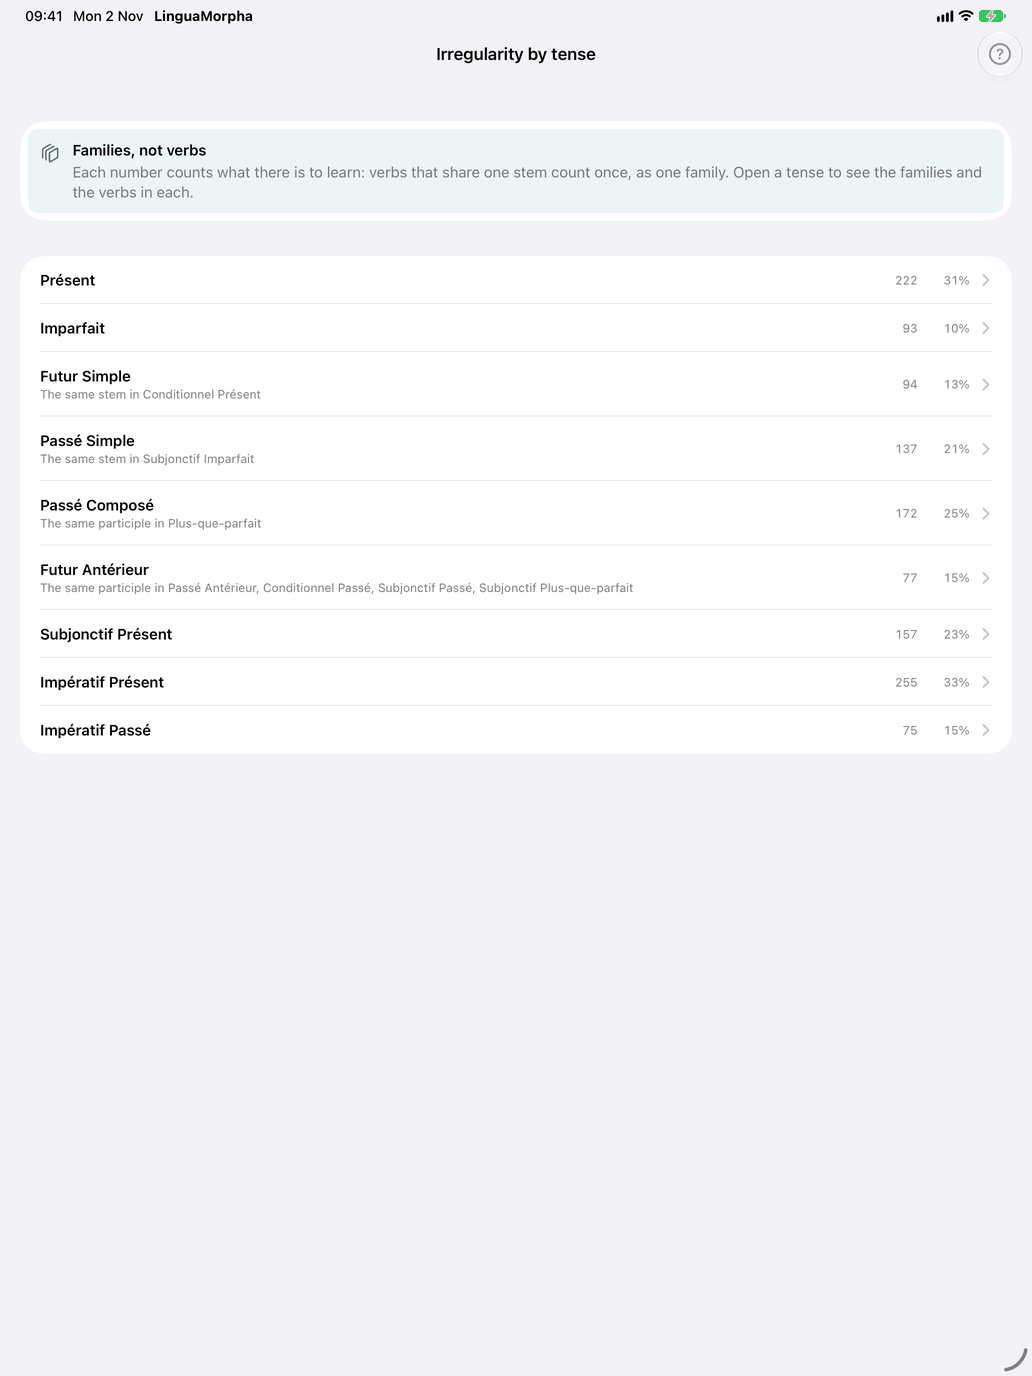 09:41 Mon 2 Nov LinguaMorpha
Irregularity by tense
?
Families, not verbs
Each number counts what there is to learn: verbs that share one stem count once, as one family. Open a tense to see the families and
the verbs in each.
Présent 222 31%
Imparfait 93 10%
Futur Simple 94 13%
The same stem in Conditionnel Présent
Passé Simple 137 21%
The same stem in Subjonctif Imparfait
Passé Composé 172 25%
The same participle in Plus-que-parfait
Futur Antérieur 77 15%
The same participle in Passé Antérieur, Conditionnel Passé, Subjonctif Passé, Subjonctif Plus-que-parfait
Subjonctif Présent 157 23%
Impératif Présent 255 33%
Impératif Passé 75 15%